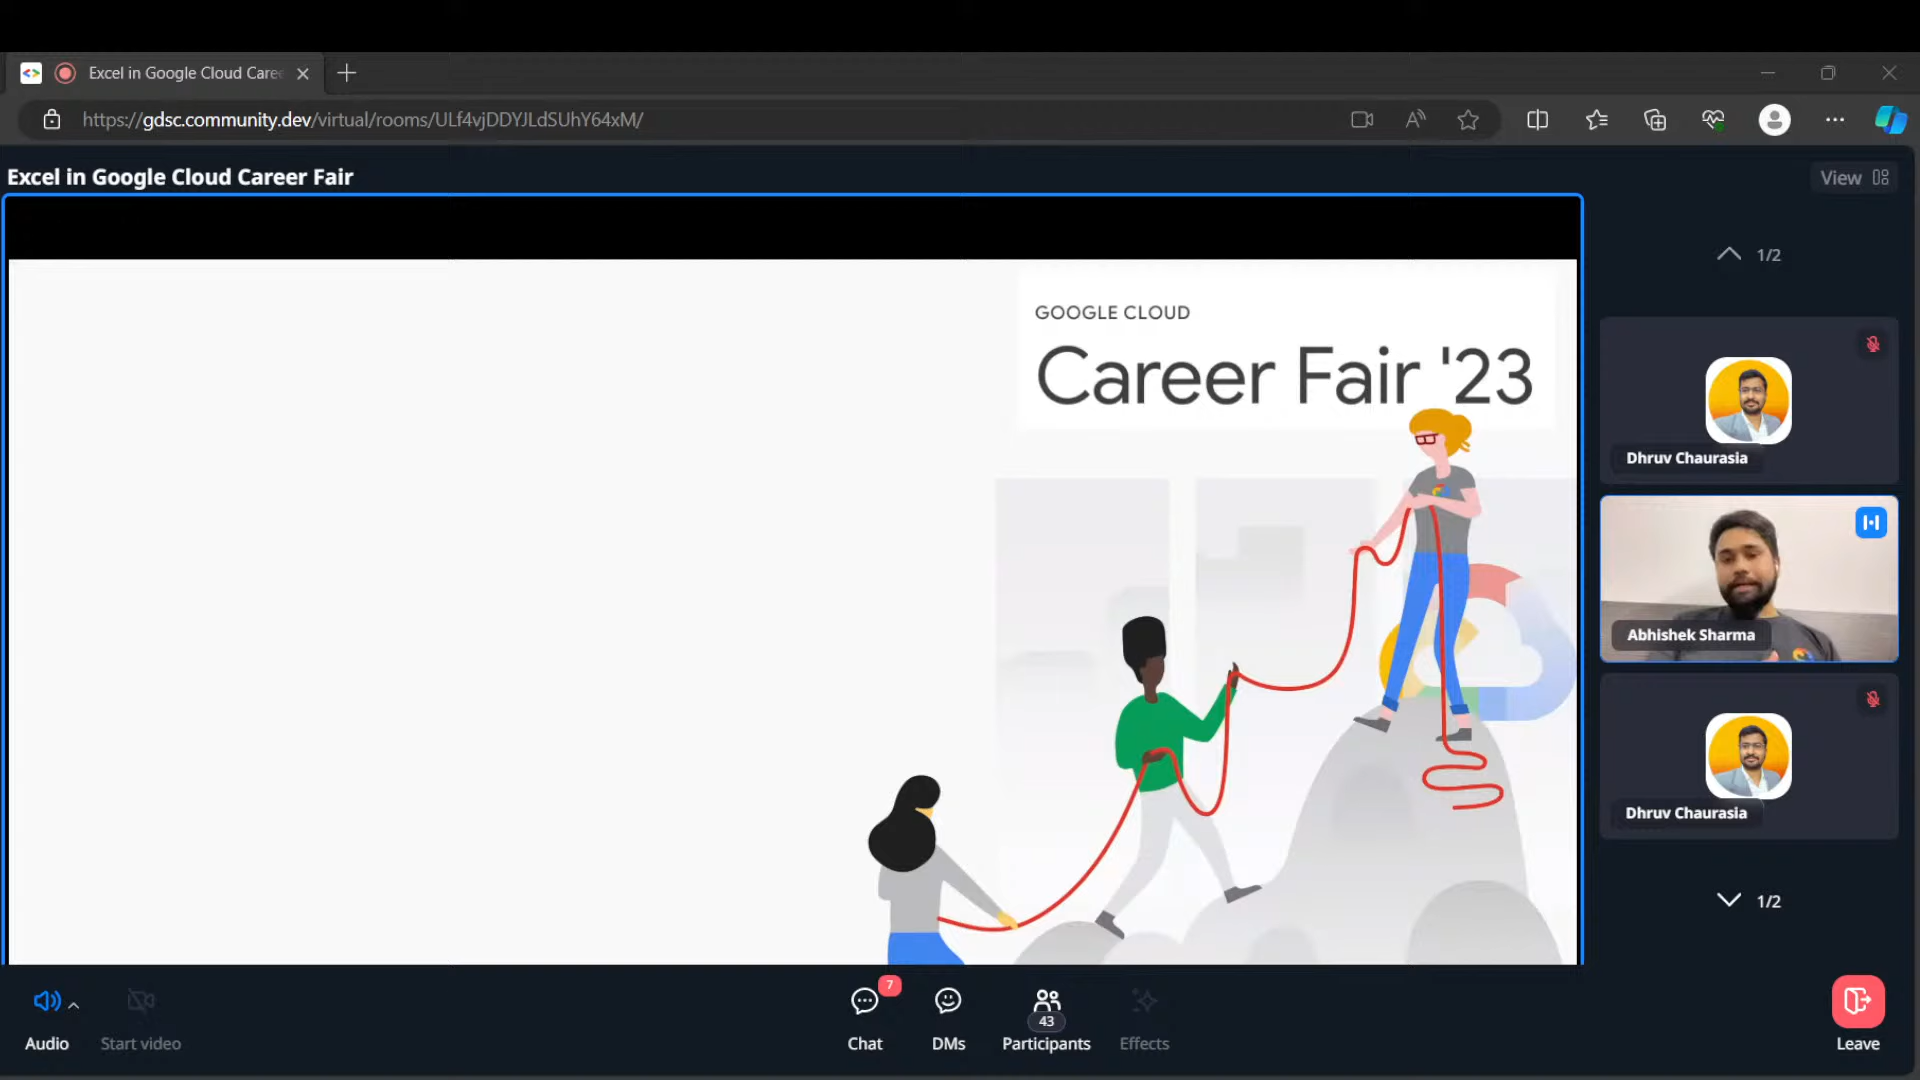 Excel in Google Cloud Caree
https://gdsc.community.dev/virtual/rooms/ULf4vjDDYJLdSUhY64xM/
Excel in Google Cloud Career Fair
View
1/2
GOOGLE CLOUD
Career Fair '23
Dhruv Chaurasia
Abhishek Sharma
Dhruv Chaurasia
1/2
7
43
Audio
Start video
Chat
DMs
Participants
Effects
Leave